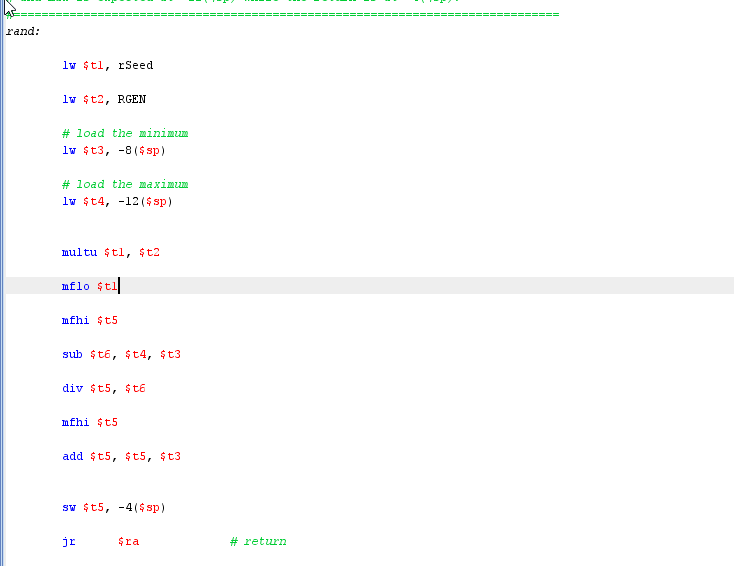 #===============================================================================
rand:
lw $t1, rSeed
lw $t2, RGEN
# load the minimum
lw $t3, -8($sp)
# load the maximum
lw $t4, -12($sp)
multu $t1, $t2
mflo $t1
mfhi $t5
sub $t6, $t4, $t3
div $t5, $t6
mfhi $t5
add $t5, $t5, $t3
sw $t5, -4($sp)
jr $ra # return